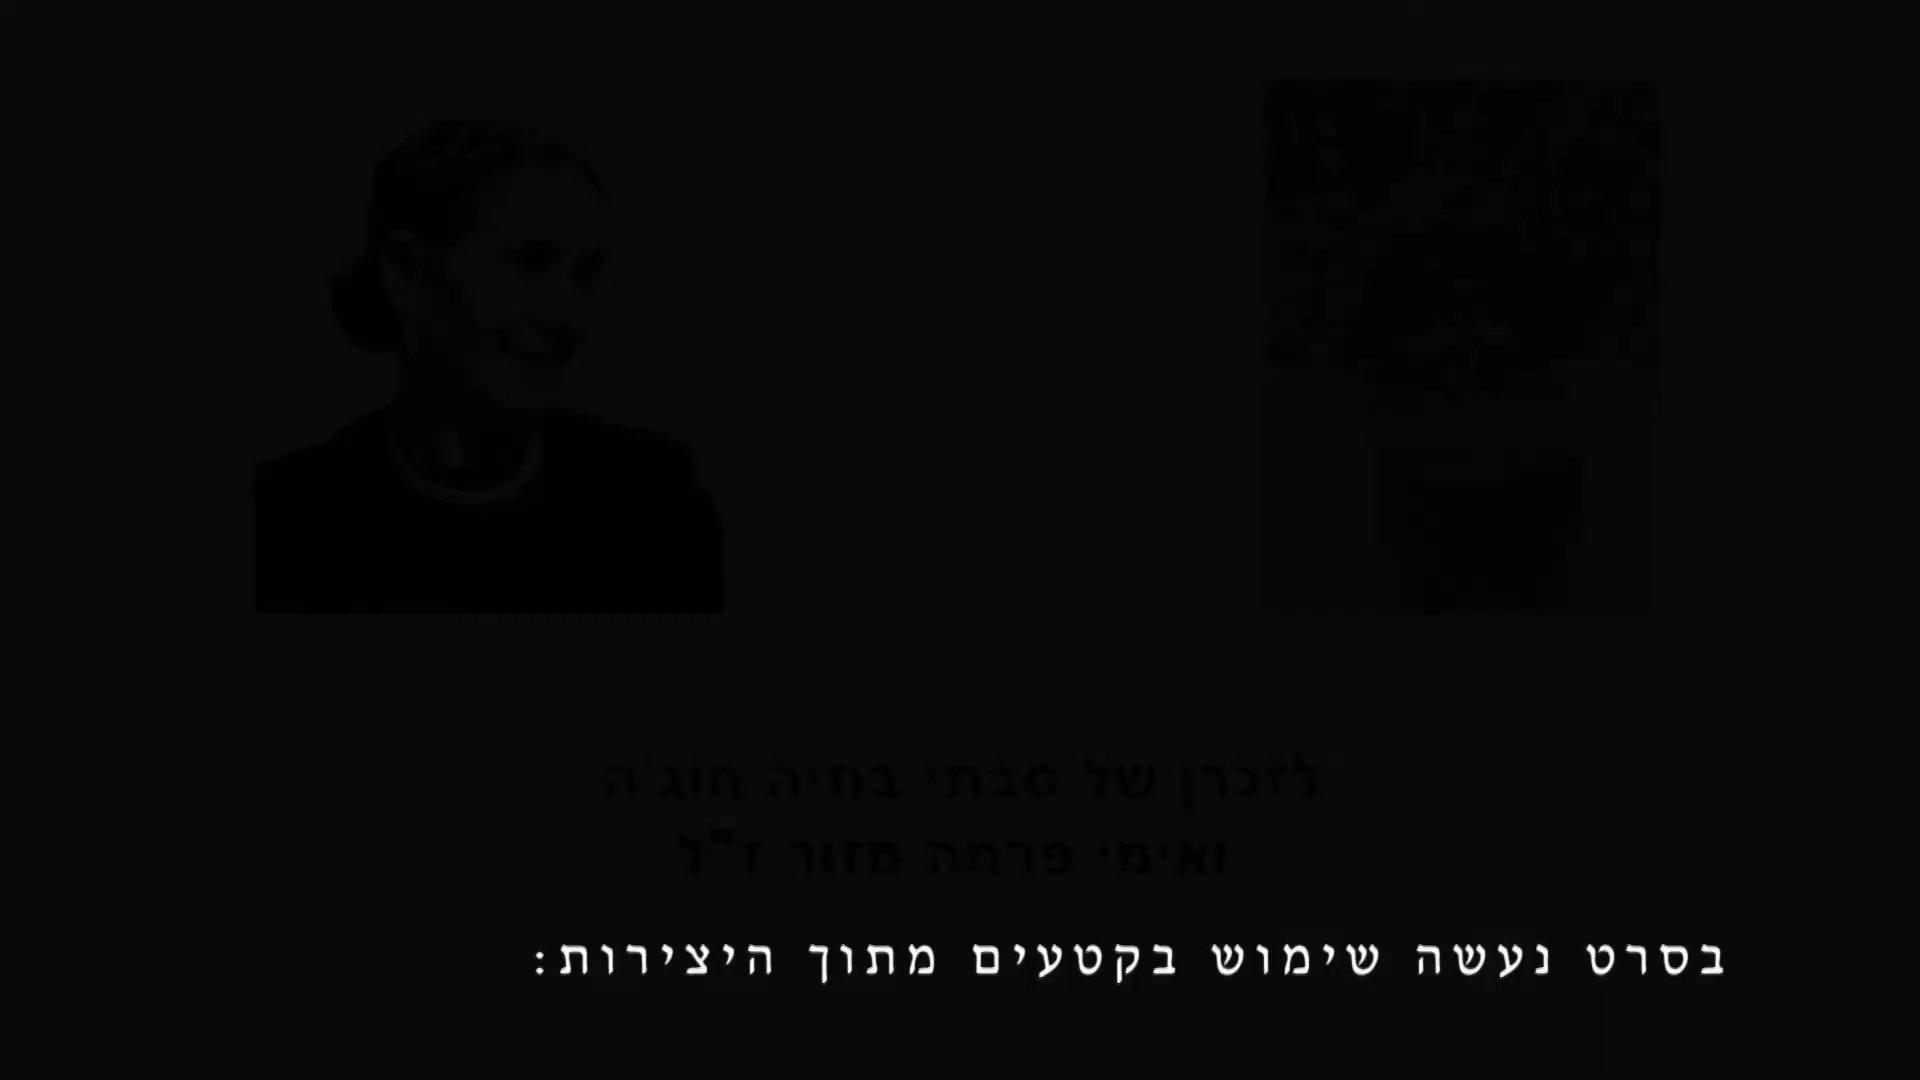 לזכרן של סבתי בתיה חוג'ה
ואימי פרחה מזור ז"ל
בסרט נעשה שימוש בקטעים מתוך היצירות: